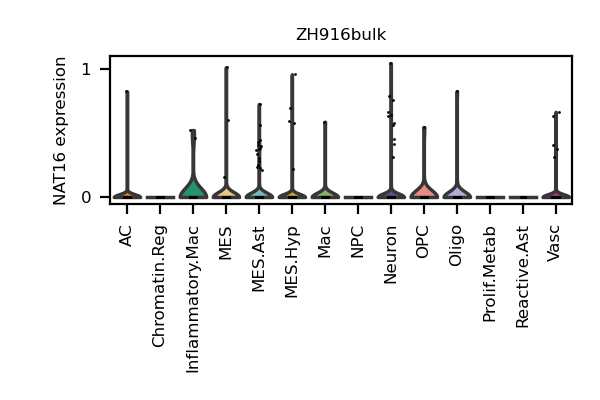 ZH916bulk
NAT16 expression
1
0
AC
Chromatin.Reg
Inflammatory.Mac
MES
MES.Ast
MES.Hyp
Mac
NPC
Neuron
OPC
Oligo
Prolif.Metab
Reactive.Ast
Vasc